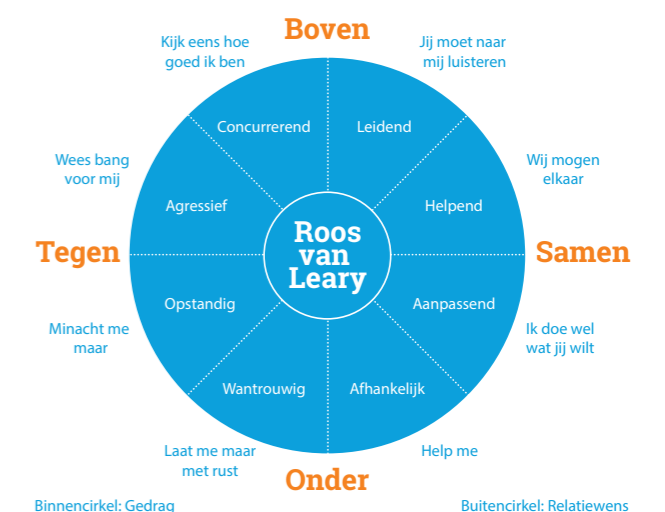 Boven
Kijk eens hoe
goed ik ben
Jij moet naar
mij luisteren
Concurrerend
Leidend
Wees bang
voor mij
Wij mogen
elkaar
Agressief
Helpend
Roos
van
Leary
Tegen
Samen
Opstandig
Aanpassend
Minacht me
maar
Ik doe wel
wat jij wilt
Wantrouwig
Afhankelijk
Laat me maar
met rust
Help me
Onder
Binnencirkel: Gedrag
Buitencirkel: Relatiewens